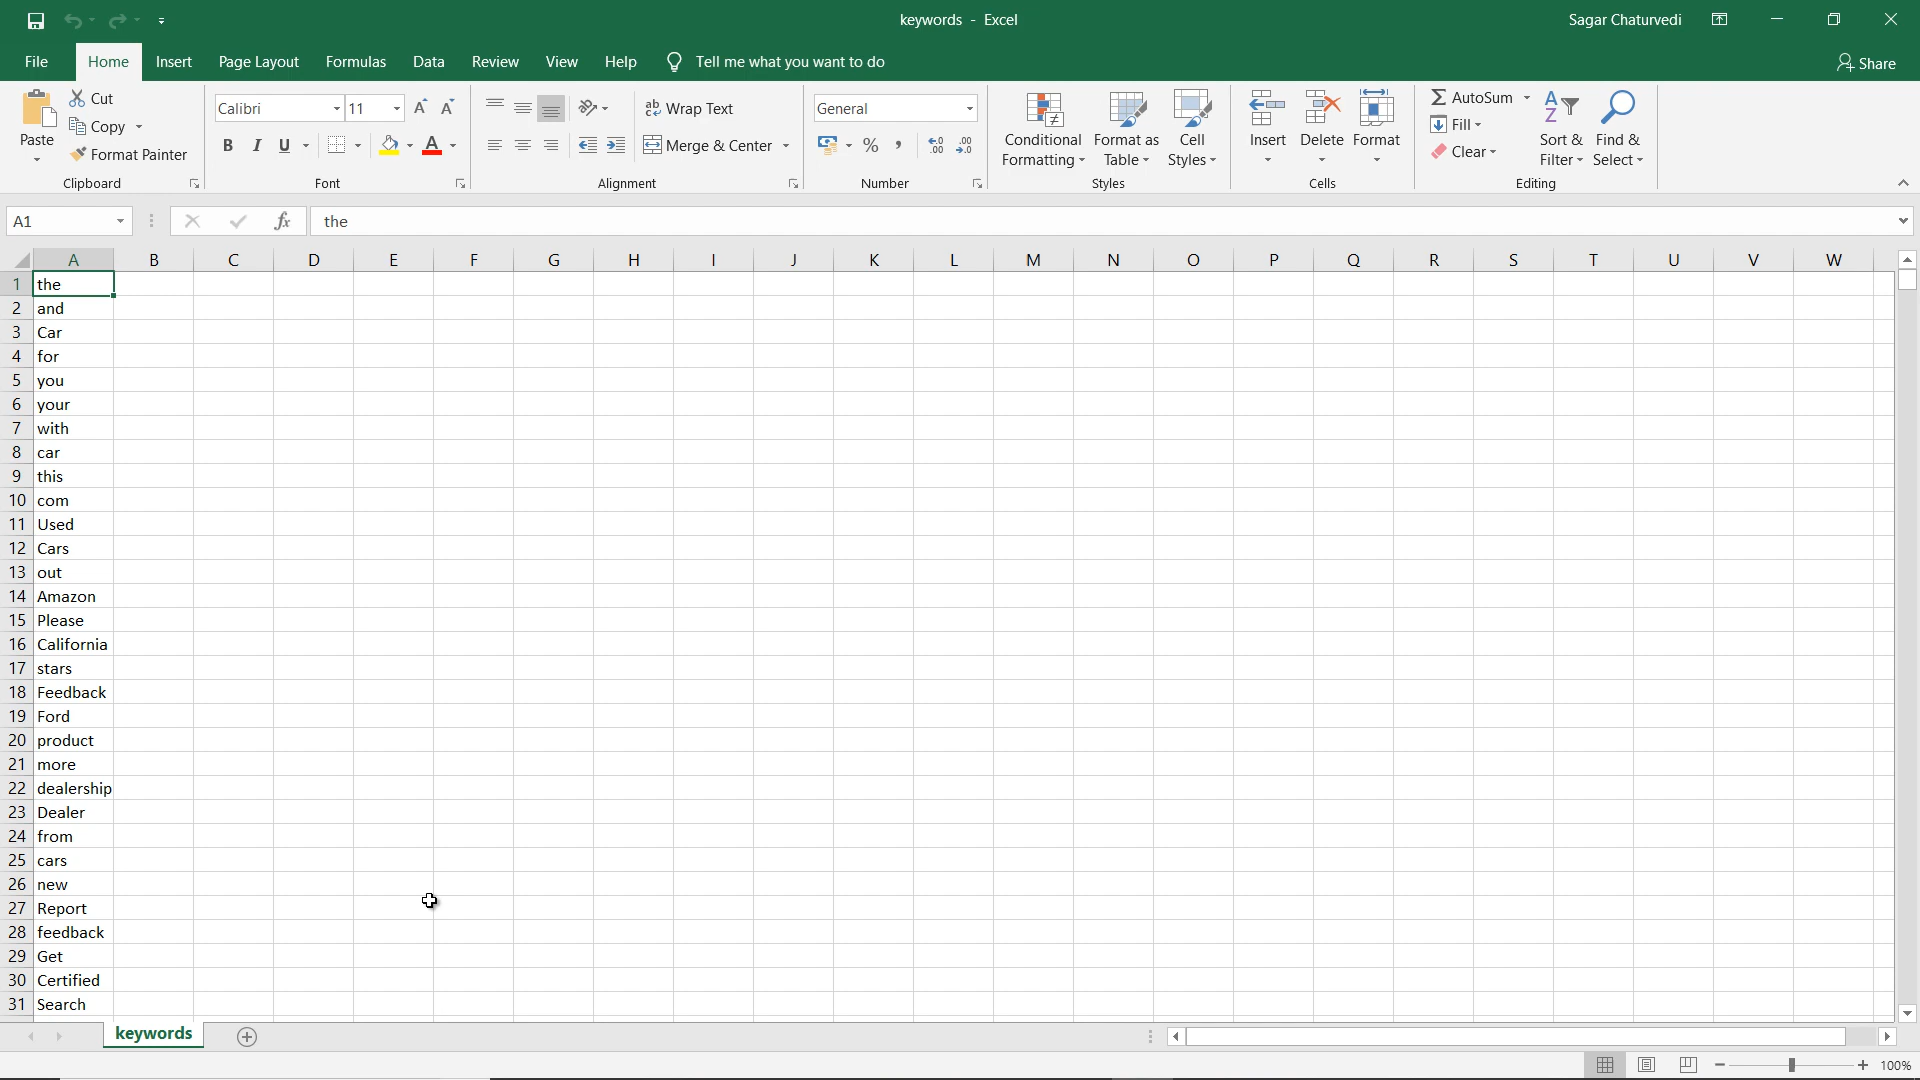 keywords - Excel
Sagar Chaturvedi
File Home Insert Page Layout Formulas Data Review View Help Tell me what you want to do Share
Paste
Cut
Copy
Format Painter
Clipboard
Calibri 11
B I U A
Font
ab Wrap Text
Merge & Center
Alignment
General
% ,
Number
Conditional Formatting
Format as Table
Cell Styles
Styles
Insert
Delete
Format
Cells
AutoSum
Fill
Clear
Sort & Filter
Find & Select
Editing
A1 fx the
A B C D E F G H I J K L M N O P Q R S T U V W
1 the
2 and
3 Car
4 for
5 you
6 your
7 with
8 car
9 this
10 com
11 Used
12 Cars
13 out
14 Amazon
15 Please
16 California
17 stars
18 Feedback
19 Ford
20 product
21 more
22 dealership
23 Dealer
24 from
25 cars
26 new
27 Report
28 feedback
29 Get
30 Certified
31 Search
keywords
100%